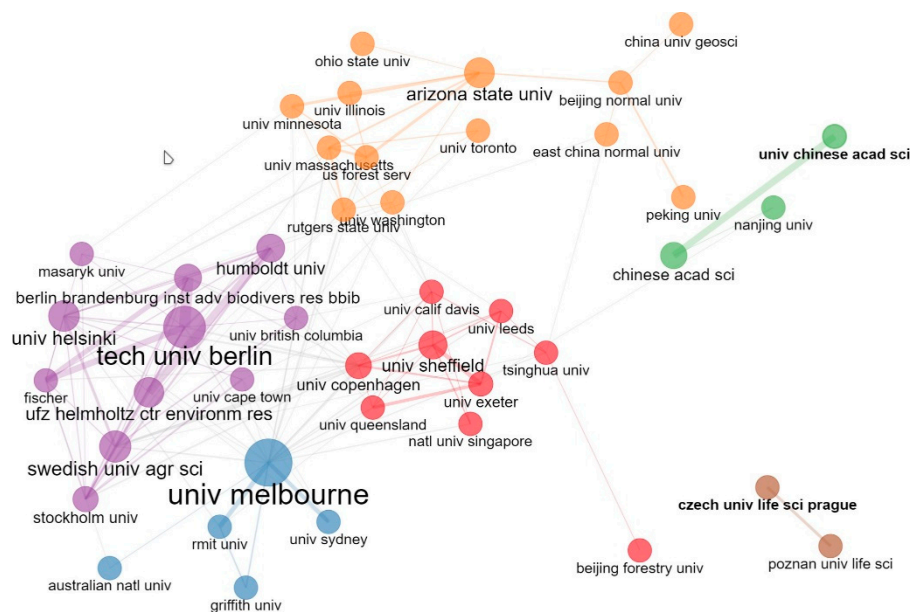 china univ geosci
ohio state univ
arizona state univ
beijing normal univ
univ illinois
univ minnesota
univ toronto
east china normal univ
univ chinese acad sci
univ massachusetts
us forest serv
peking univ
univ washington
rutgers state univ
nanjing univ
masaryk univ
humboldt univ
chinese acad sci
berlin brandenburg inst adv biodivers res bbib
univ calif davis
univ helsinki
univ british columbia
univ leeds
tech univ berlin
univ sheffield
tsinghua univ
fischer
univ cape town
univ copenhagen
univ exeter
ufz helmholtz ctr environm res
univ queensland
natl univ singapore
swedish univ agr sci
univ melbourne
czech univ life sci prague
stockholm univ
rmit univ
univ sydney
poznan univ life sci
australian natl univ
beijing forestry univ
griffith univ